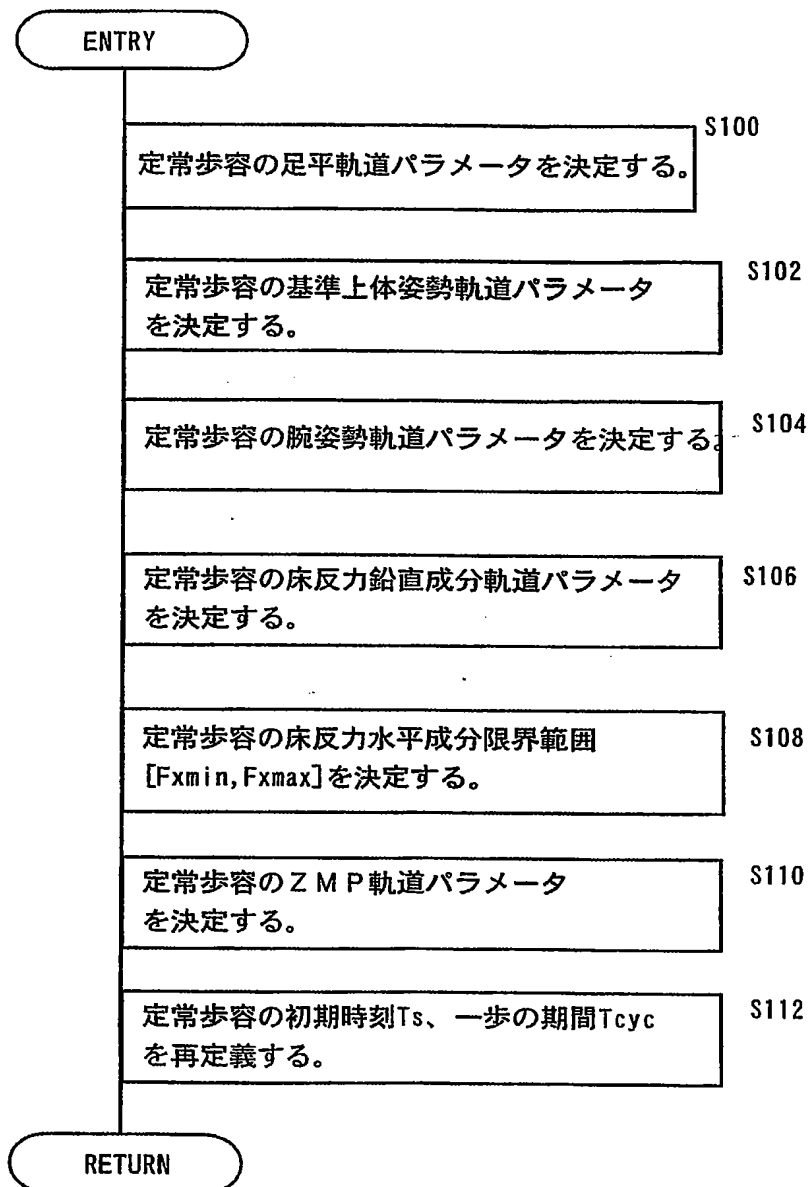 ENTRY
S100
定常歩容の足平軌道パラメータを決定する。
S102
定常歩容の基準上体姿勢軌道パラメータ
を決定する。
S104
定常歩容の腕姿勢軌道パラメータを決定する。
S106
定常歩容の床反力鉛直成分軌道パラメータ
を決定する。
S108
定常歩容の床反力水平成分限界範囲
[Fxmin,Fxmax]を決定する。
S110
定常歩容のＺＭＰ軌道パラメータ
を決定する。
S112
定常歩容の初期時刻Ts、一歩の期間Tcyc
を再定義する。
RETURN